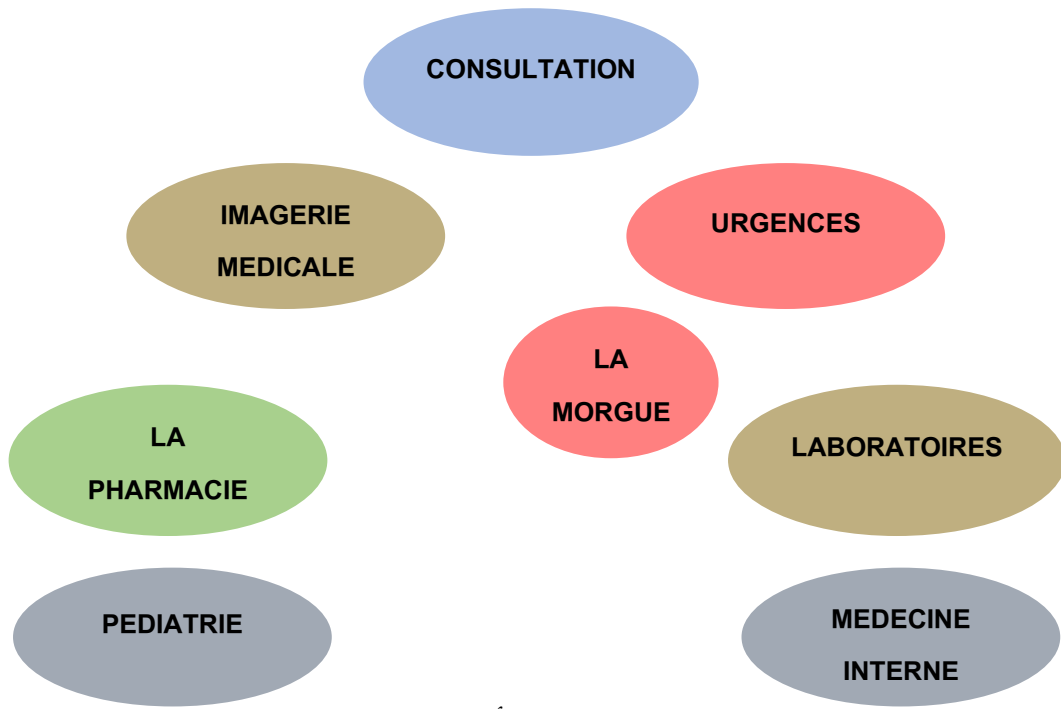 CONSULTATION
IMAGERIE
MEDICALE
URGENCES
LA
MORGUE
LA
PHARMACIE
LABORATOIRES
PEDIATRIE
MEDECINE
INTERNE